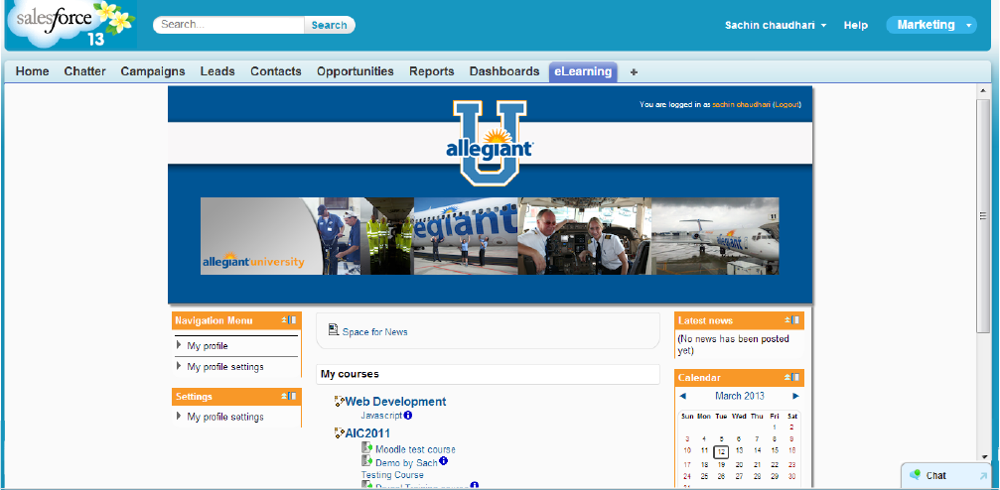 salesforce
13
Search...
Search
Sachin chaudhari
Help
Marketing
Home Chatter Campaigns Leads Contacts Opportunities Reports Dashboards eLearning +
You are logged in as sachin chaudhari (Logout)
U
allegiant
allegiantuniversity
egiant
allegiant
Navigation Menu
My profile
My profile settings
Settings
My profile settings
Space for News
My courses
Web Development
Javascript
AIC2011
Moodle test course
Demo by Sach
Testing Course
Latest news
(No news has been posted
yet)
Calendar
◄ March 2013 ►
Sun Mon Tue Wed Thu Fri Sat
1 2
3 4 5 6 7 8 9
10 11 12 13 14 15 16
17 18 19 20 21 22 23
24 25 26 27 28 29 30
Chat